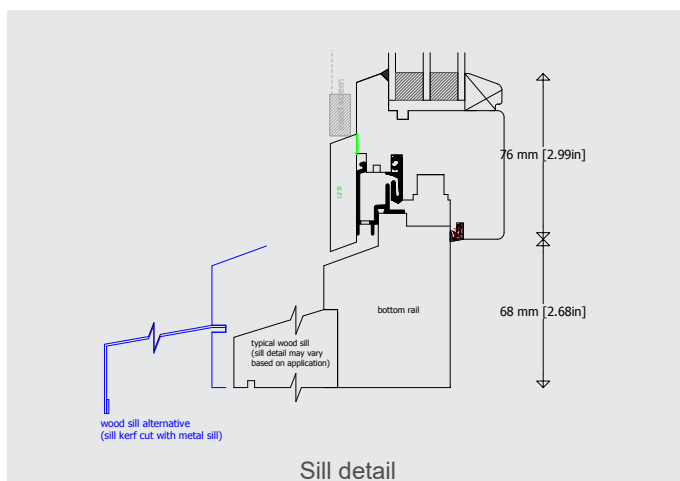 76 mm [2.99in]
bottom rail
68 mm [2.68in]
typical wood sill
(sill detail may vary
based on application)
wood sill alternative
(sill kerf cut with metal sill)
Sill detail